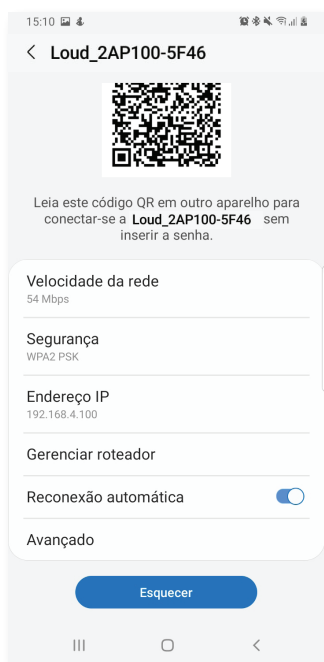 15:10
Loud_2AP100-5F46
Leia este código QR em outro aparelho para
conectar-se a Loud_2AP100-5F46 sem
inserir a senha.
Velocidade da rede
54 Mbps
Segurança
WPA2 PSK
Endereço IP
192.168.4.100
Gerenciar roteador
Reconexão automática
Avançado
Esquecer